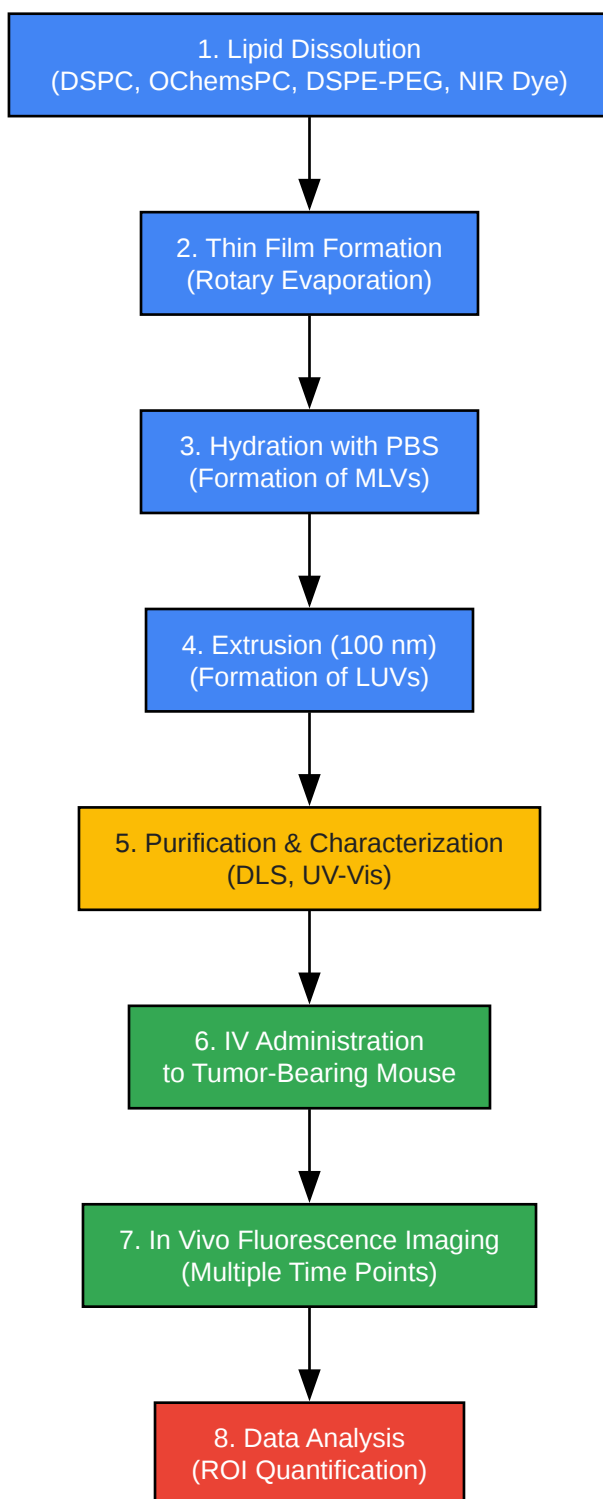 1. Lipid Dissolution
(DSPC, OChemsPC, DSPE-PEG, NIR Dye)
2. Thin Film Formation
(Rotary Evaporation)
3. Hydration with PBS
(Formation of MLVs)
4. Extrusion (100 nm)
(Formation of LUVs)
5. Purification & Characterization
(DLS, UV-Vis)
6. IV Administration
to Tumor-Bearing Mouse
7. In Vivo Fluorescence Imaging
(Multiple Time Points)
8. Data Analysis
(ROI Quantification)